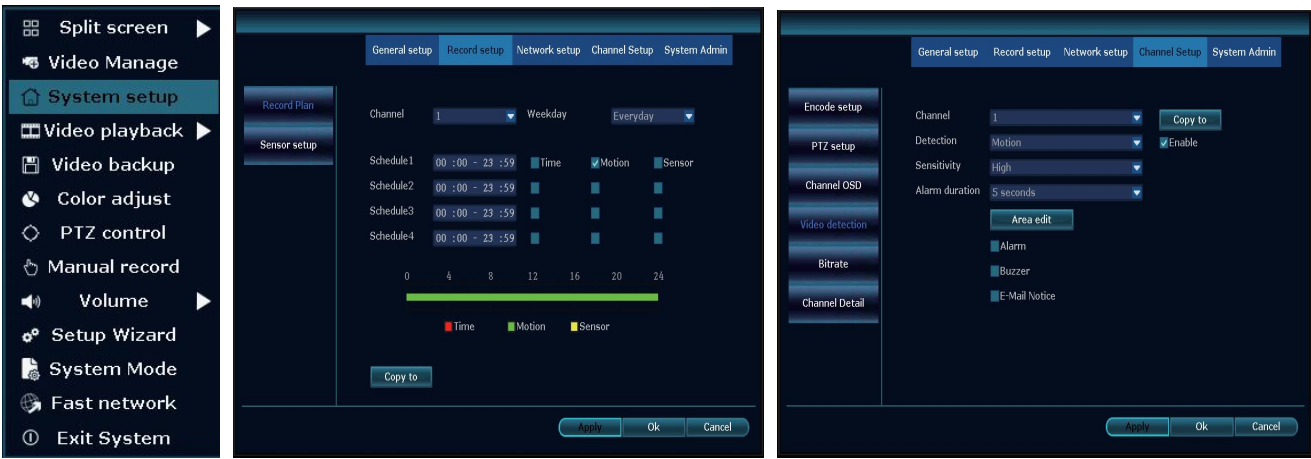 Split screen
Video Manage
System setup
Video playback
Video backup
Color adjust
PTZ control
Manual record
Volume
Setup Wizard
System Mode
Fast network
Exit System
General setup Record setup Network setup Channel Setup System Admin
Record Plan
Sensor setup
Channel 1 Weekday Everyday
Schedule1 00 :00 - 23 :59 Time Motion Sensor
Schedule2 00 :00 - 23 :59
Schedule3 00 :00 - 23 :59
Schedule4 00 :00 - 23 :59
0 4 8 12 16 20 24
Time Motion Sensor
Copy to
Apply Ok Cancel
General setup Record setup Network setup Channel Setup System Admin
Encode setup
PTZ setup
Channel OSD
Video detection
Bitrate
Channel Detail
Channel 1 Copy to
Detection Motion Enable
Sensitivity High
Alarm duration 5 seconds
Area edit
Alarm
Buzzer
E-Mail Notice
Apply Ok Cancel